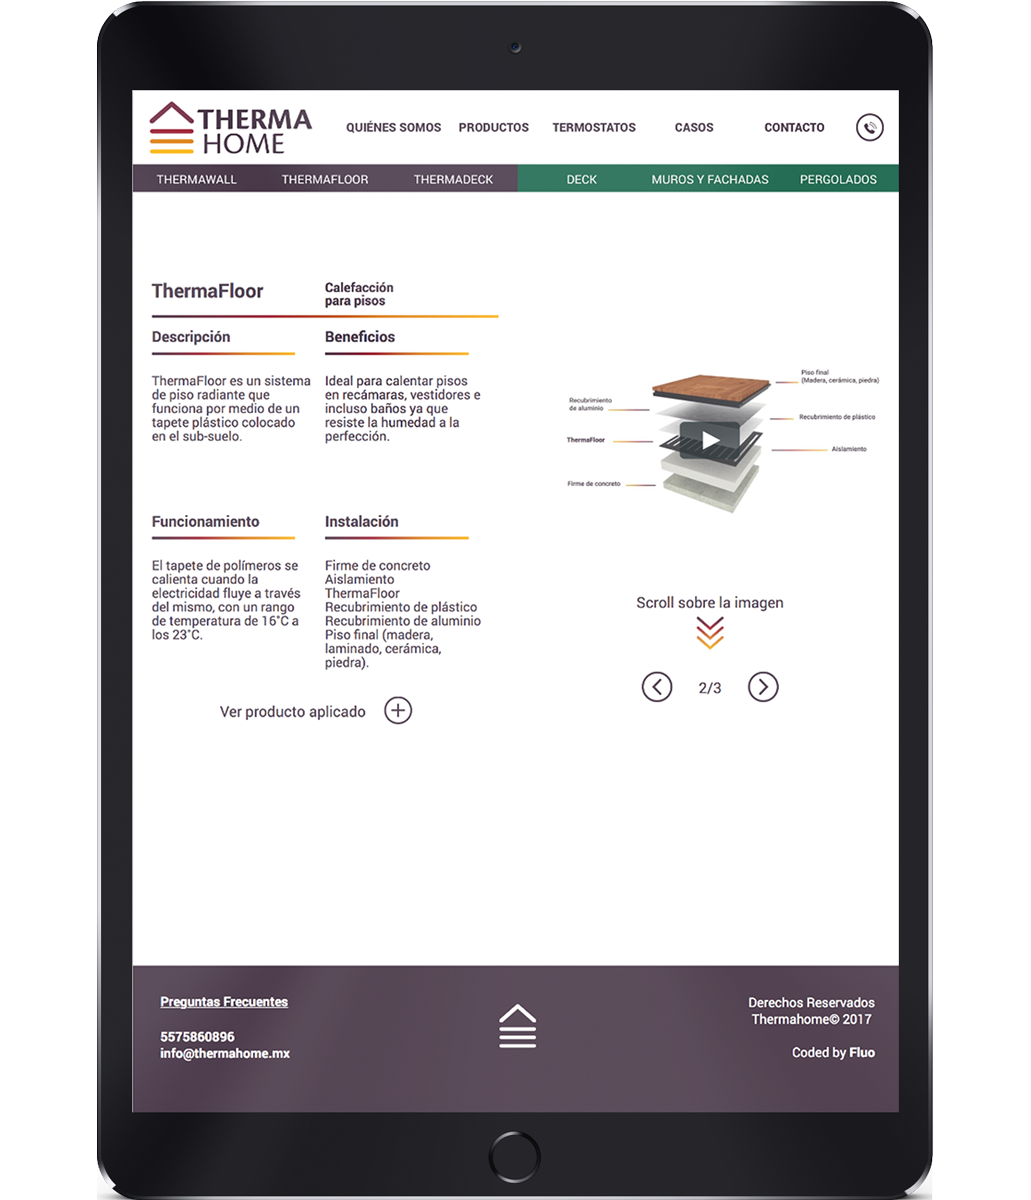 THERMA
HOME
QUIÉNES SOMOS
PRODUCTOS
TERMOSTATOS
CASOS
CONTACTO
THERMAWALL
THERMAFLOOR
THERMADECK
DECK
MUROS Y FACHADAS
PERGOLADOS
ThermaFloor
Calefacción
para pisos
Descripción
ThermaFloor es un sistema
de piso radiante que
funciona por medio de un
tapete plástico colocado
en el sub-suelo.
Beneficios
Ideal para calentar pisos
en recámaras, vestidores e
incluso baños ya que
resiste la humedad a la
perfección.
Funcionamiento
El tapete de polímeros se
calienta cuando la
electricidad fluye a través
del mismo, con un rango
de temperatura de 16°C a
los 23°C.
Instalación
Firme de concreto
Aislamiento
ThermaFloor
Recubrimiento de plástico
Recubrimiento de aluminio
Piso final (madera,
laminado, cerámica,
piedra).
Ver producto aplicado
Piso final
(Madera, cerámica, piedra)
Recubrimiento
de aluminio
Recubrimiento de plástico
ThermaFloor
Aislamiento
Firme de concreto
Scroll sobre la imagen
2/3
Preguntas Frecuentes
5575860896
info@thermahome.mx
Derechos Reservados
Thermahome© 2017
Coded by Fluo